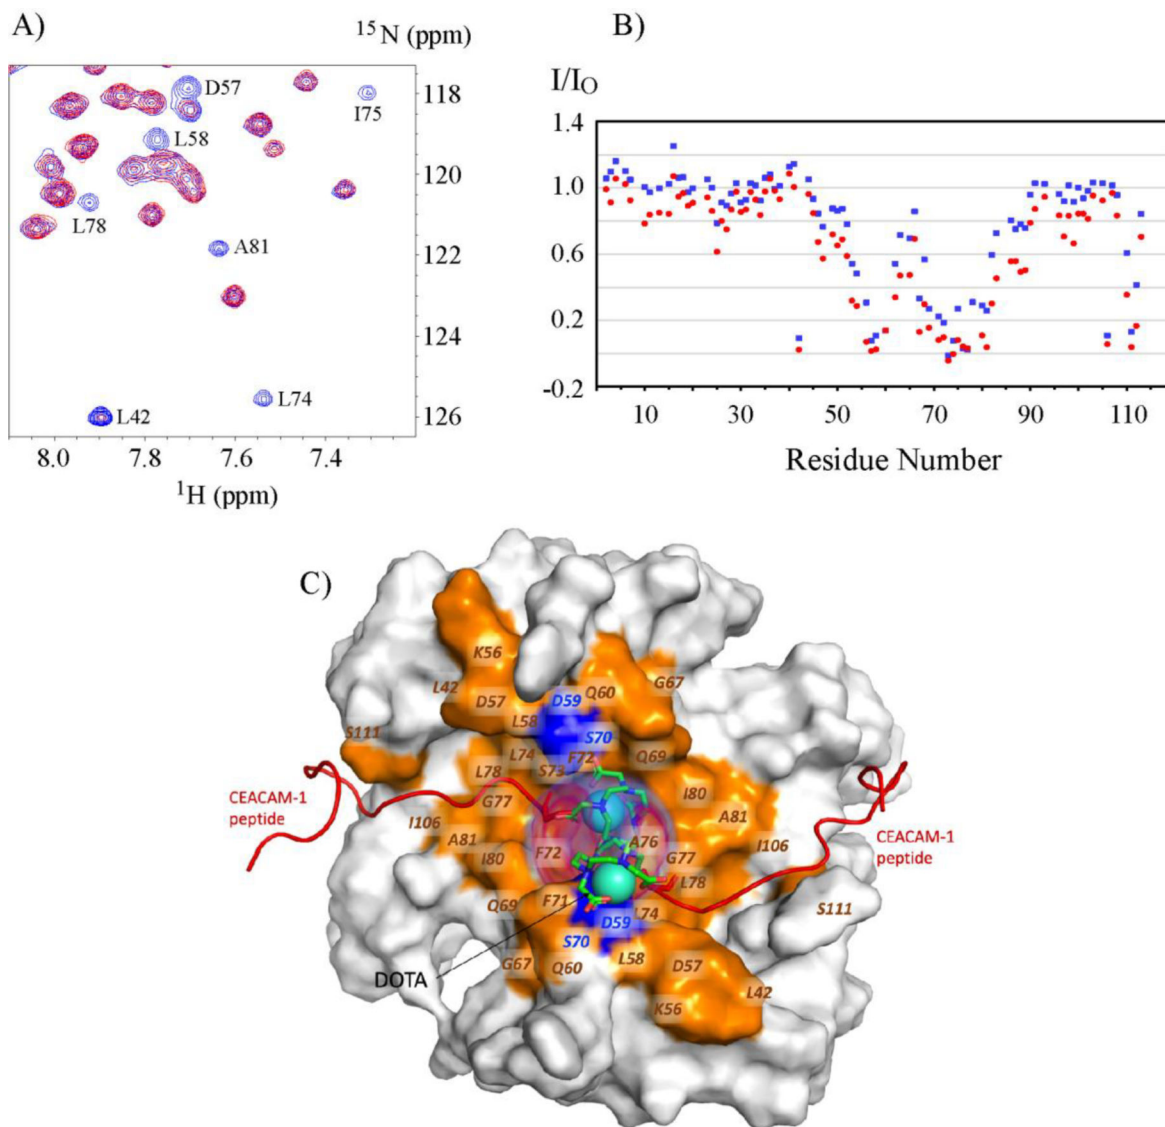 A)
¹⁵N (ppm)
D57
I75
118
L58
120
L78
A81
122
124
L74
L42
126
8.0 7.8 7.6 7.4
¹H (ppm)
B)
I/I_O
1.4
1.0
0.6
0.2
-0.2
10 30 50 70 90 110
Residue Number
C)
K56
L42
D57
D59
Q60
G67
L58
S70
S111
L74
F72
Q69
L78
S73
I80
CEACAM-1
peptide
G77
A81
I106
A81
I80
F72
A76
G77
I106
CEACAM-1
peptide
L78
Q69
F71
L74
S111
D59
S70
G67
Q60
L58
D57
L42
DOTA
K56